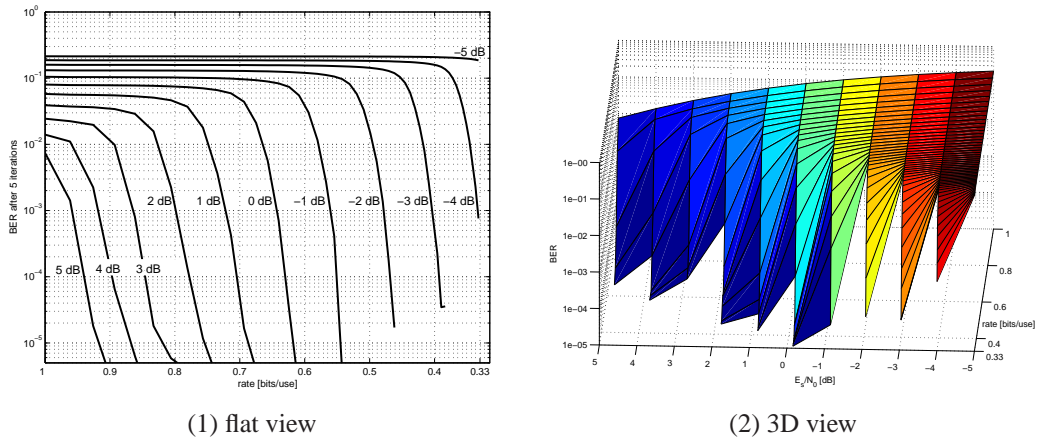 10^0
10^-1
10^-2
10^-3
10^-4
10^-5
BER after 5 iterations
−5 dB
5 dB
4 dB
3 dB
2 dB
1 dB
0 dB
−1 dB
−2 dB
−3 dB
−4 dB
1 0.9 0.8 0.7 0.6 0.5 0.4 0.33
rate [bits/use]
(1) flat view
1e−00
1e−01
1e−02
1e−03
1e−04
1e−05
BER
5 4 3 2 1 0 −1 −2 −3 −4 −5
E_s/N_0 [dB]
1
0.8
0.6
0.4
0.33
rate [bits/use]
(2) 3D view